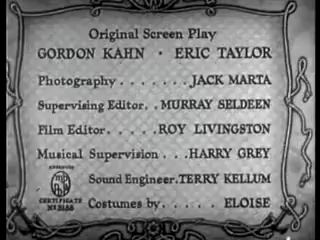 Original Screen Play
GORDON KAHN · ERIC TAYLOR
Photography . . . . . . . JACK MARTA
Supervising Editor. . MURRAY SELDEEN
Film Editor. . . . . ROY LIVINGSTON
Musical Supervision . . . . HARRY GREY
Sound Engineer. TERRY KELLUM
CERTIFICATE
Costumes by. . . . . ELOISE